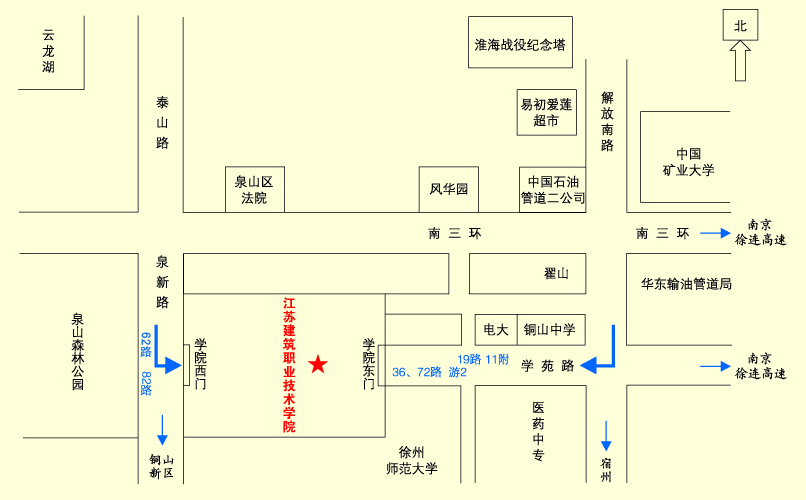 云龙湖
泰山路
淮海战役纪念塔
北
易初爱莲
超市
解放南路
中国
矿业大学
泉山区
法院
风华园
中国石油
管道二公司
南三环
南三环
南京
徐连高速
泉新路
翟山
华东输油管道局
泉山森林公园
62路
82路
学院西门
江苏建筑职业技术学院
学院东门
电大
铜山中学
19路 11附
36、72路 游2
学苑路
南京
徐连高速
医药中专
徐州
师范大学
铜山
新区
宿州